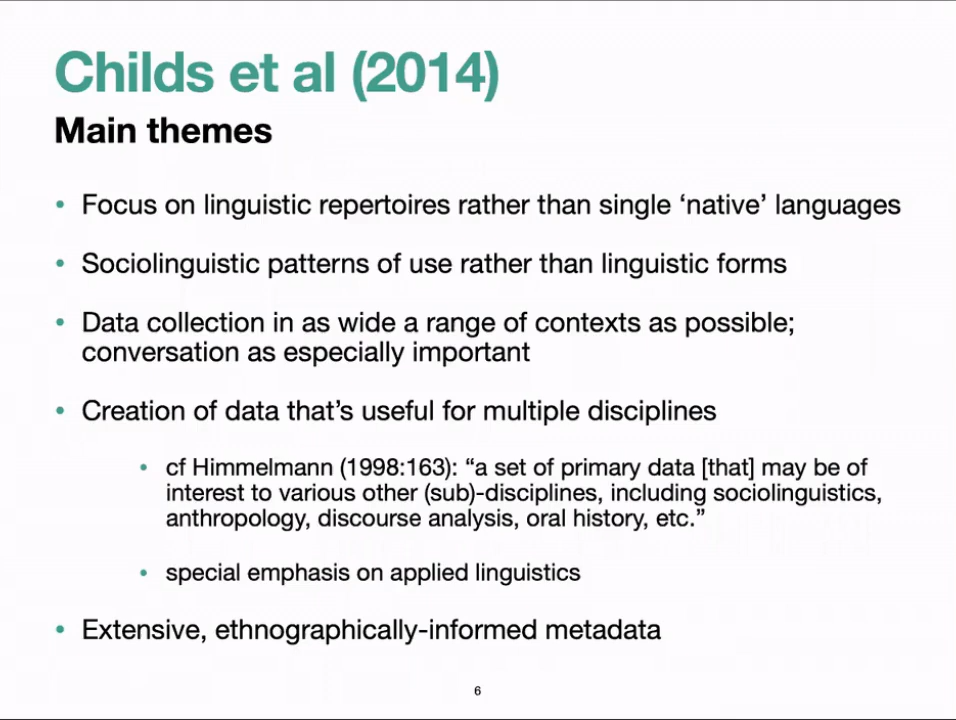 Childs et al (2014)
Main themes
• Focus on linguistic repertoires rather than single ‘native’ languages
• Sociolinguistic patterns of use rather than linguistic forms
• Data collection in as wide a range of contexts as possible;
conversation as especially important
• Creation of data that’s useful for multiple disciplines
• cf Himmelmann (1998:163): “a set of primary data [that] may be of
interest to various other (sub)-disciplines, including sociolinguistics,
anthropology, discourse analysis, oral history, etc.”
• special emphasis on applied linguistics
• Extensive, ethnographically-informed metadata
6